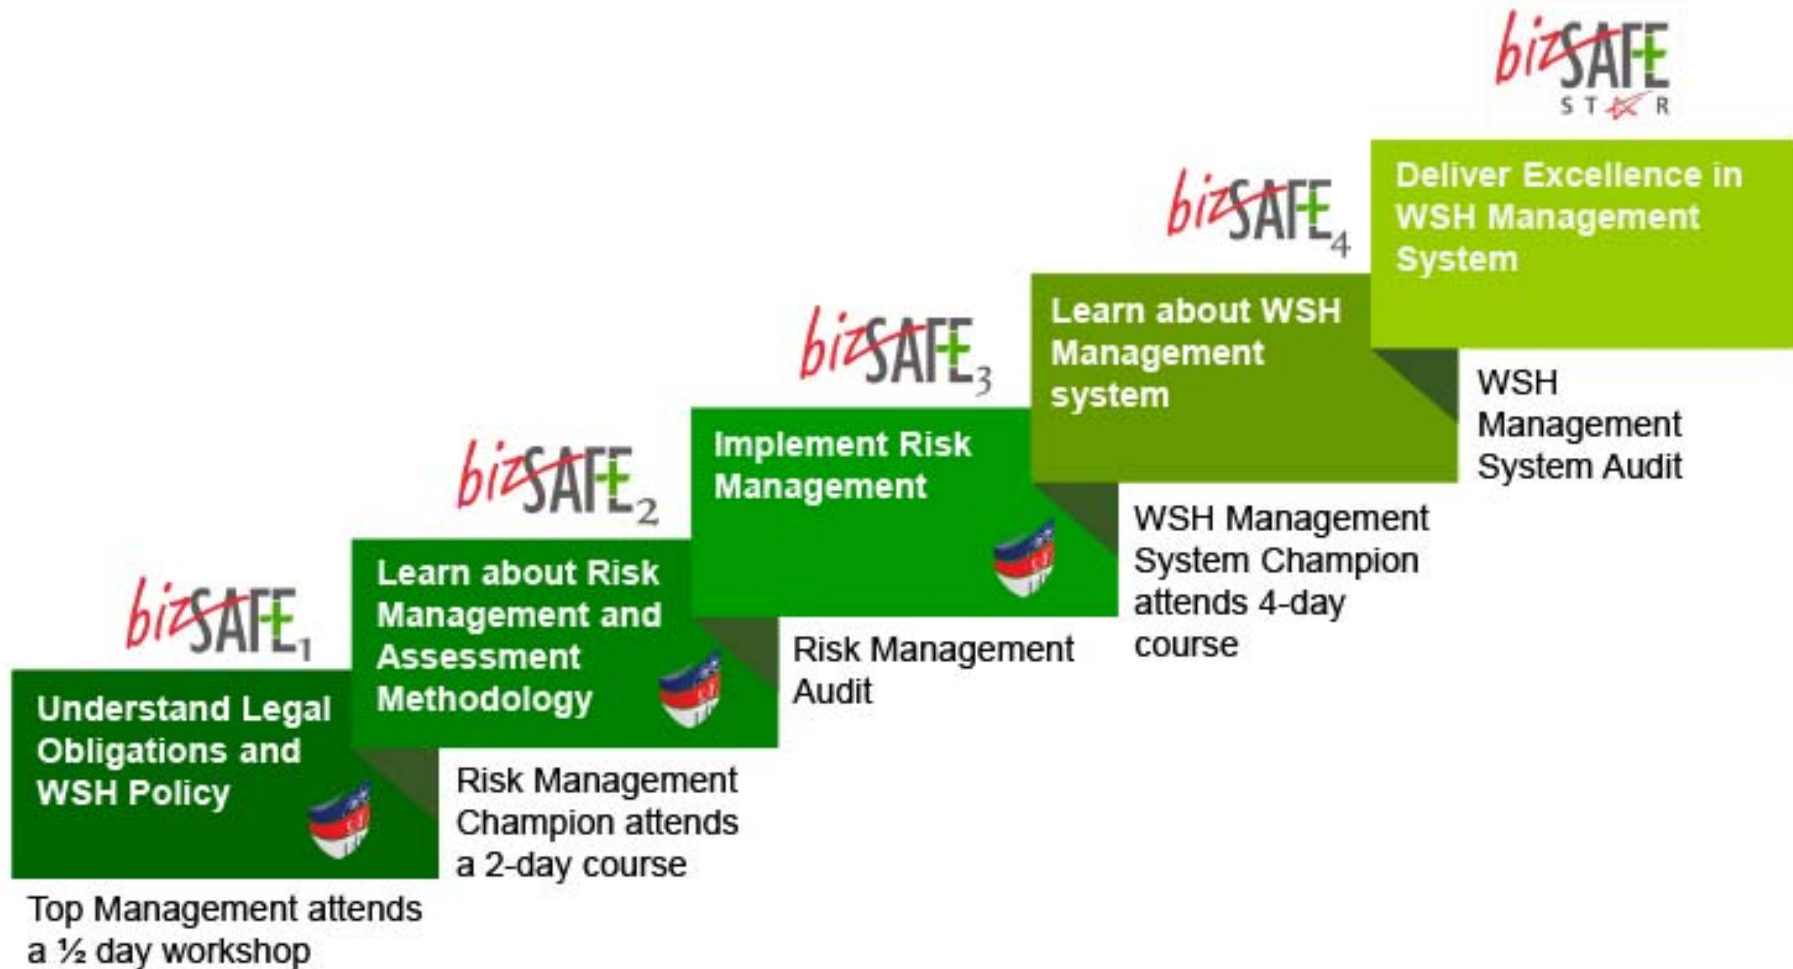 bizSAFE1
Understand Legal
Obligations and
WSH Policy
Top Management attends
a ½ day workshop
bizSAFE2
Learn about Risk
Management and
Assessment
Methodology
Risk Management
Champion attends
a 2-day course
bizSAFE3
Implement Risk
Management
Risk Management
Audit
bizSAFE4
Learn about WSH
Management
system
WSH Management
System Champion
attends 4-day
course
bizSAFE
STAR
Deliver Excellence in
WSH Management
System
WSH
Management
System Audit